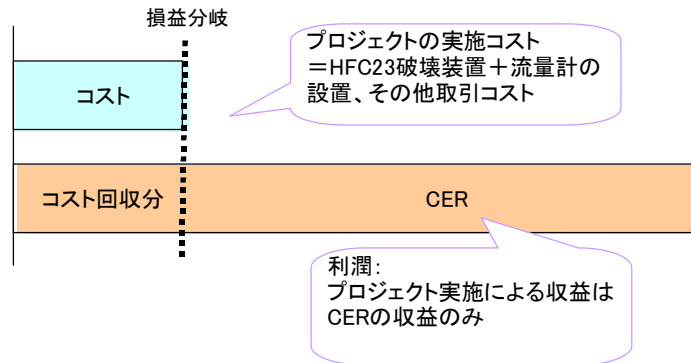 損益分岐
プロジェクトの実施コスト
＝HFC23破壊装置＋流量計の
設置、その他取引コスト
コスト
コスト回収分
CER
利潤：
プロジェクト実施による収益は
CERの収益のみ